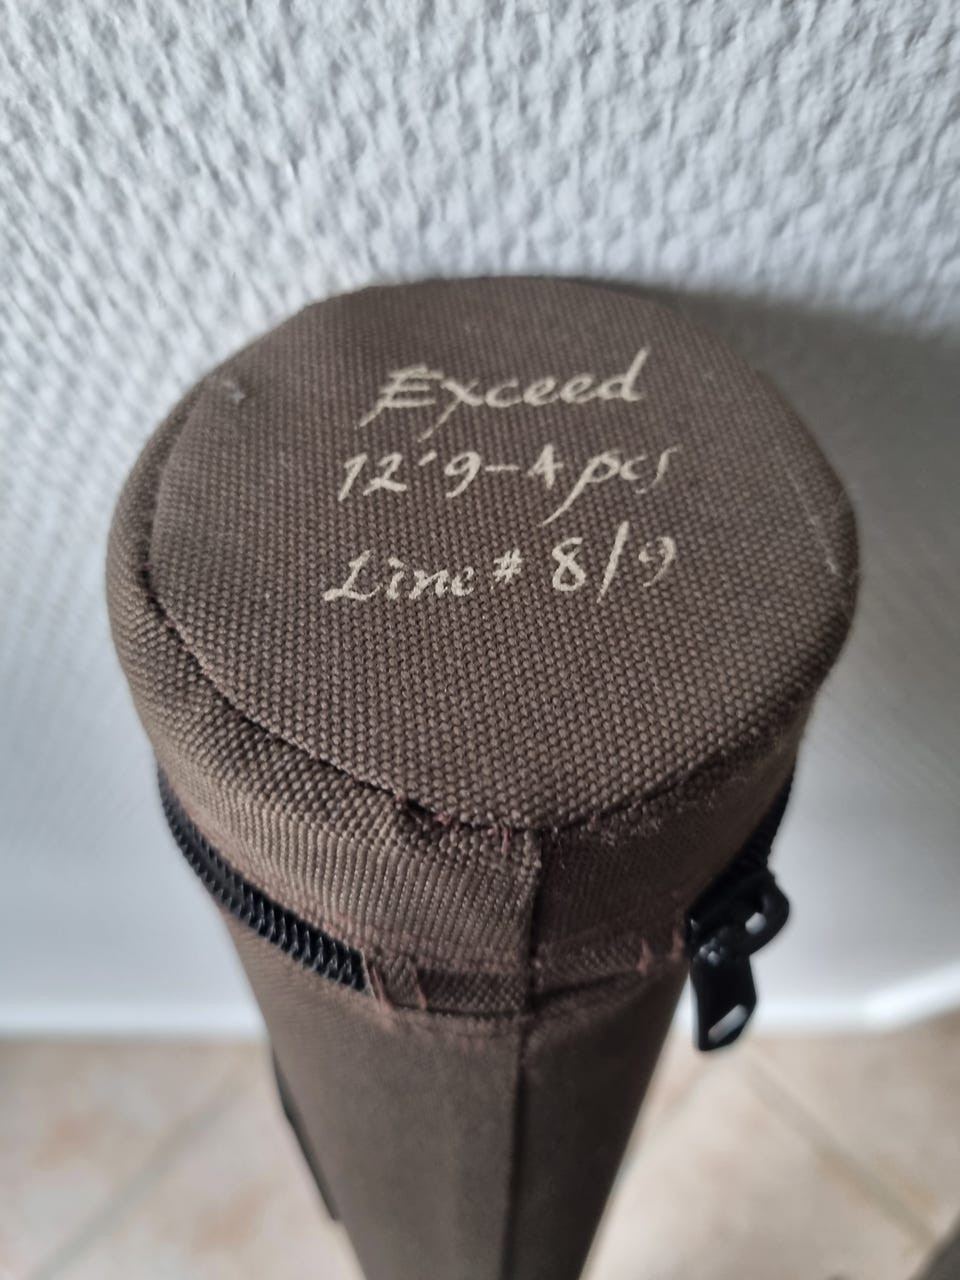 Exceed
12'9-4pcs
Line # 8/9